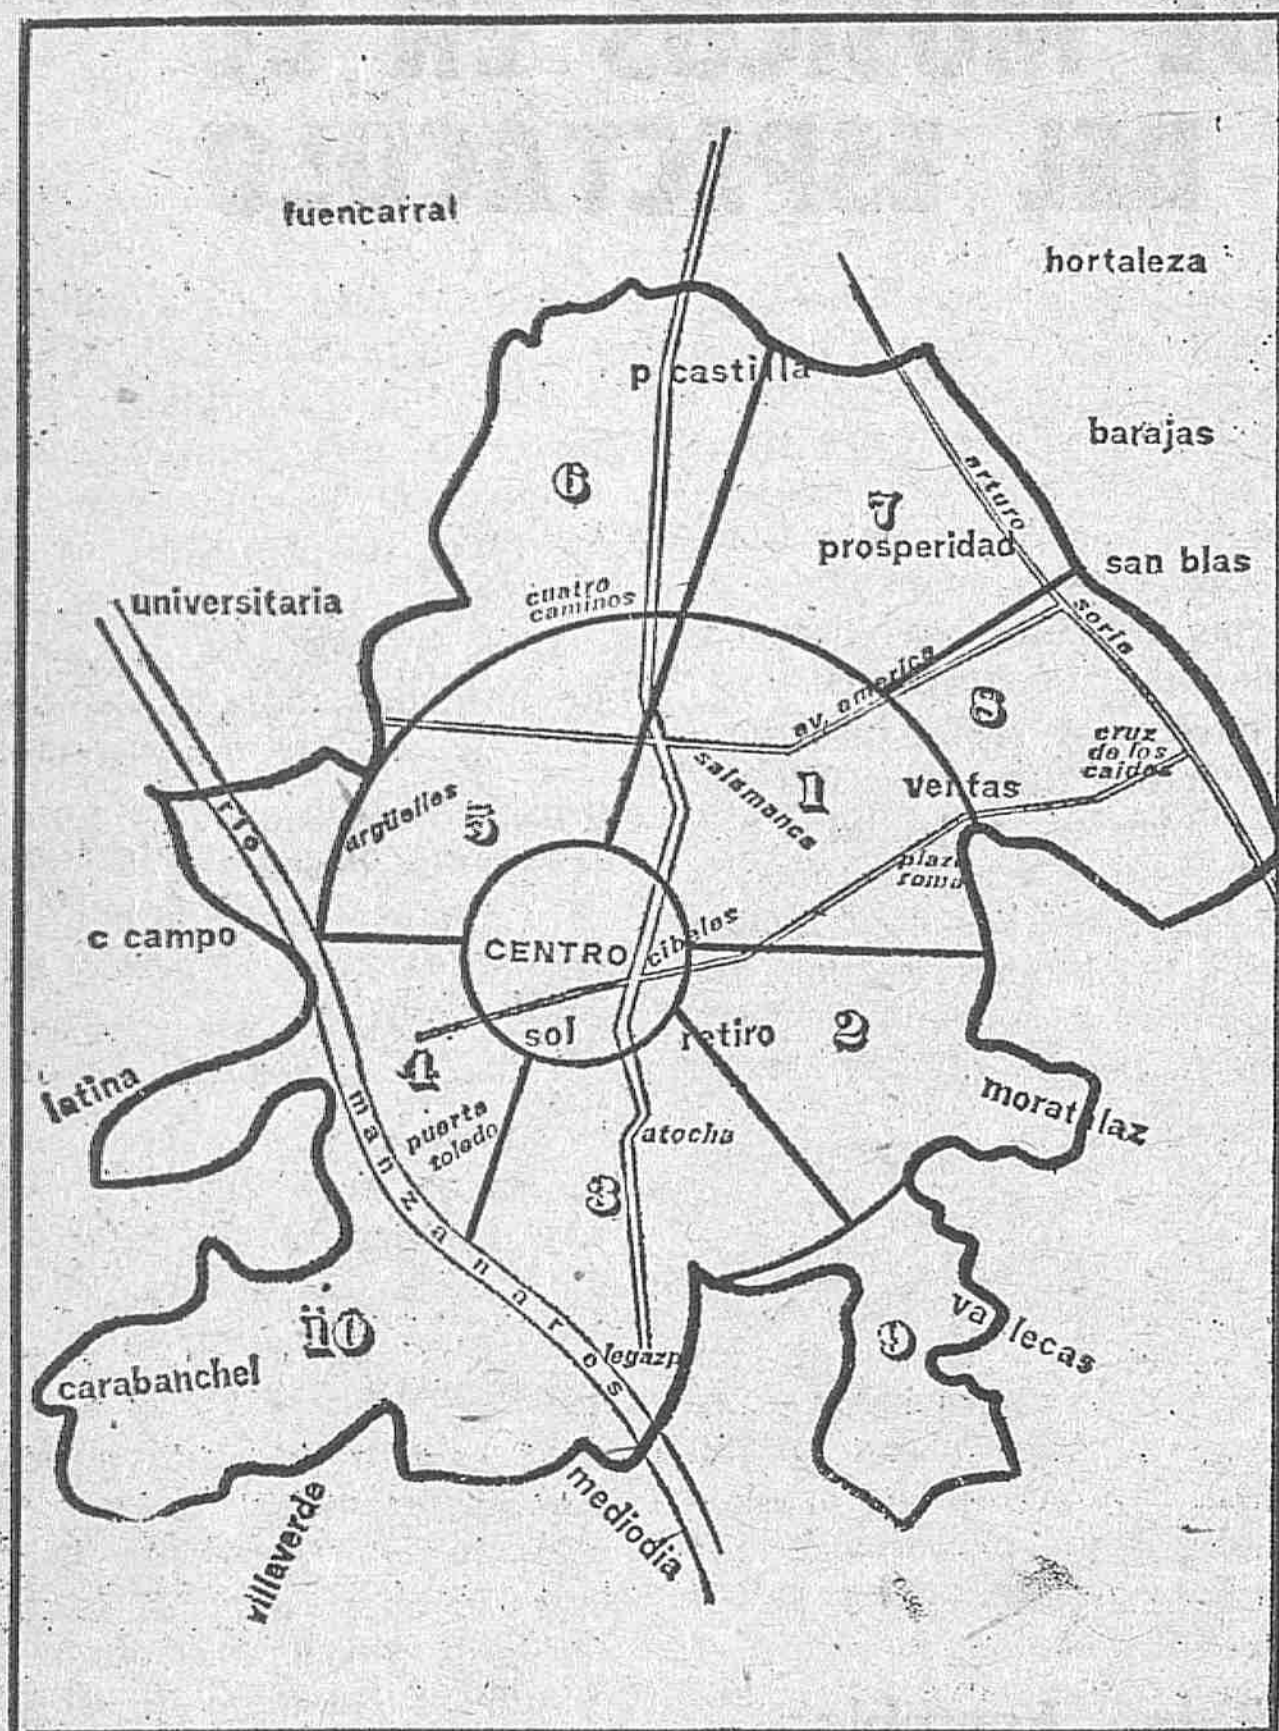 fuencarral
hortaleza
p castilla
barajas
6
arturo
7
prosperidad
san blas
cuatro
caminos
universitaria
soria
av. america
8
cruz
de los
caidos
salamanca
1
ventas
argüelles
5
rio
plaza
roma
c campo
CENTRO
cibeles
sol
retiro
2
4
latina
moratalaz
manzanares
puerta
toledo
atocha
3
vallecas
10
9
legazpi
carabanchel
mediodia
villaverde